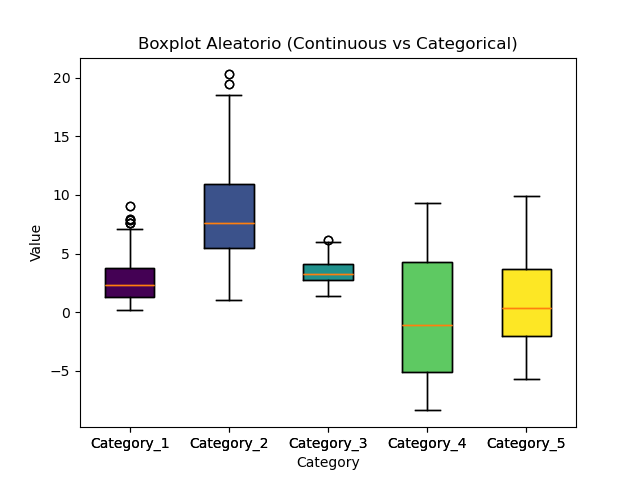 Boxplot Aleatorio (Continuous vs Categorical)
20
15
10
5
0
−5
Value
Category_1 Category_2 Category_3 Category_4 Category_5
Category